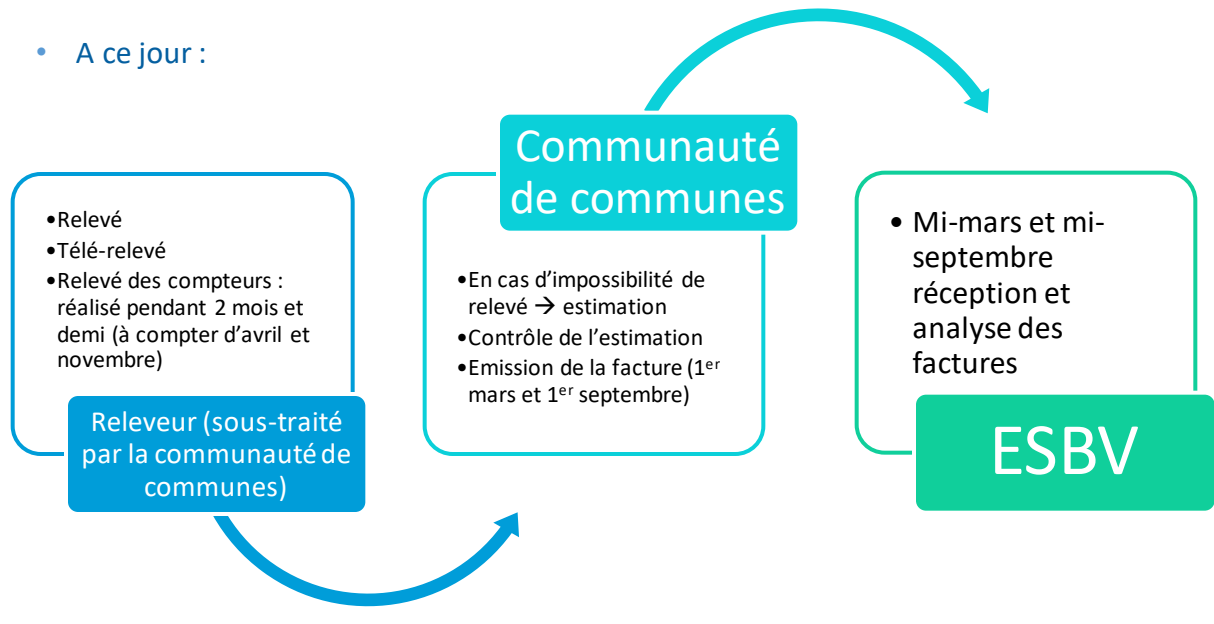 • A ce jour :
•Relevé
•Télé-relevé
•Relevé des compteurs :
réalisé pendant 2 mois et
demi (à compter d'avril et
novembre)
Releveur (sous-traité
par la communauté de
communes)
Communauté
de communes
•En cas d'impossibilité de
relevé → estimation
•Contrôle de l'estimation
•Emission de la facture (1er
mars et 1er septembre)
• Mi-mars et mi-
septembre
réception et
analyse des
factures
ESBV